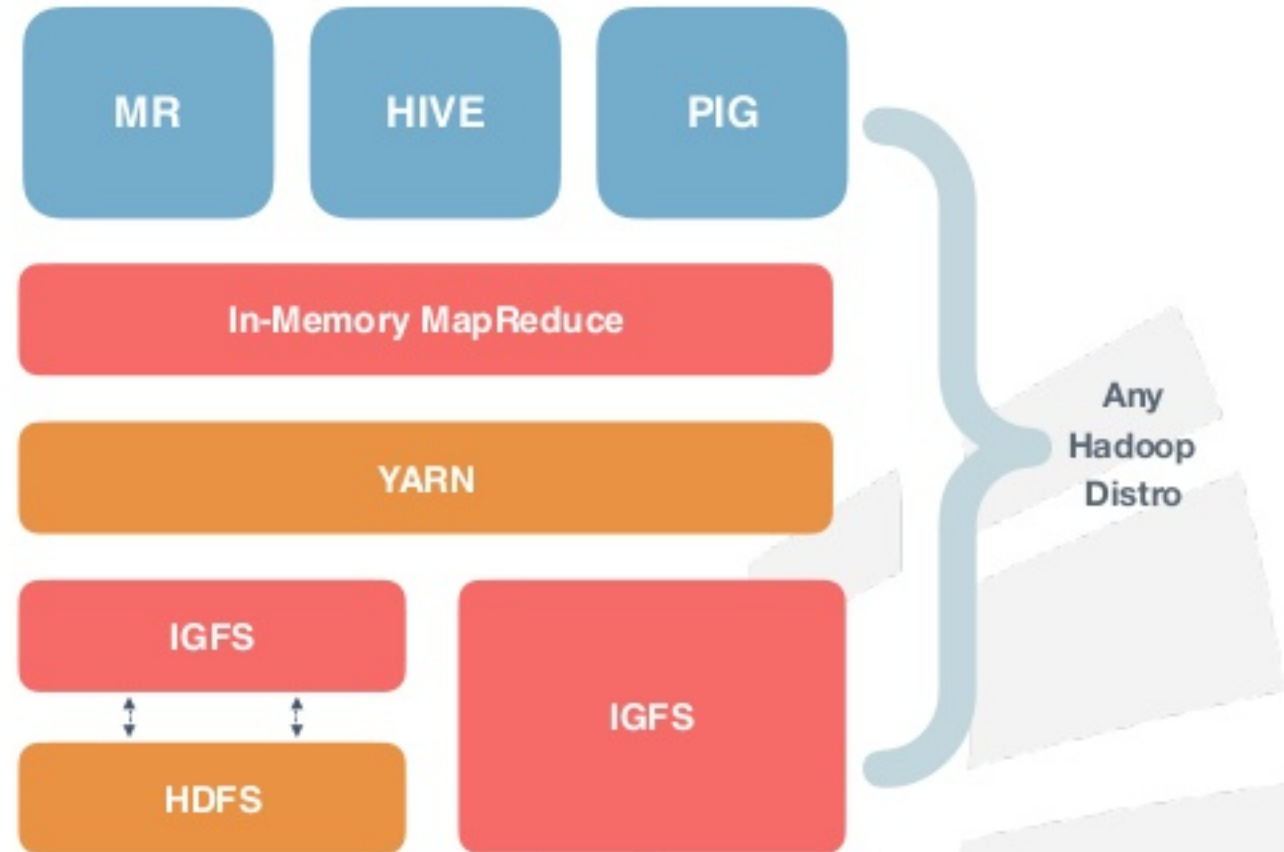 MR
HIVE
PIG
In-Memory MapReduce
YARN
Any
Hadoop
Distro
IGFS
IGFS
HDFS